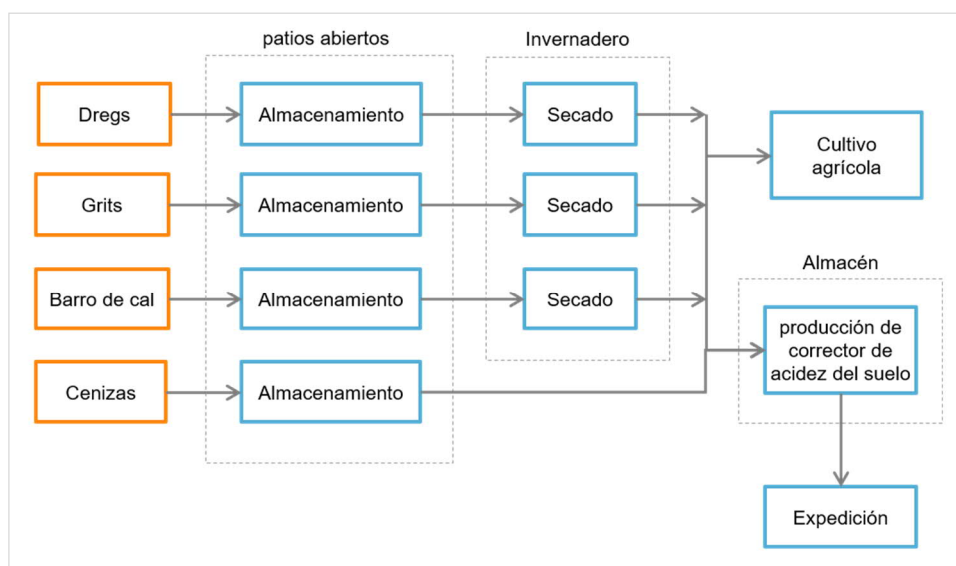 patios abiertos
Invernadero
Dregs
Almacenamiento
Secado
Cultivo
agrícola
Grits
Almacenamiento
Secado
Almacén
Barro de cal
Almacenamiento
Secado
producción de
corrector de
acidez del suelo
Cenizas
Almacenamiento
Expedición